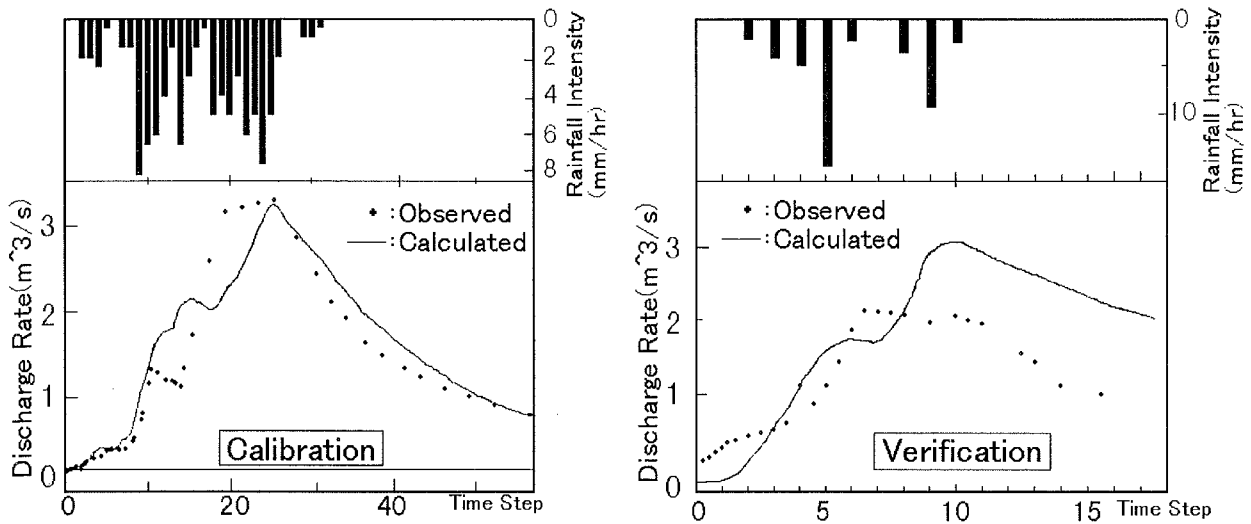 0
2
4
6
8
Rainfall Intensity
(mm/hr)
Discharge Rate(m^3/s)
3
2
1
0
:Observed
:Calculated
Calibration
0
20
40
Time Step
0
10
Rainfall Intensity
(mm/hr)
Discharge Rate(m^3/s)
3
2
1
0
:Observed
:Calculated
Verification
0
5
10
15
Time Step